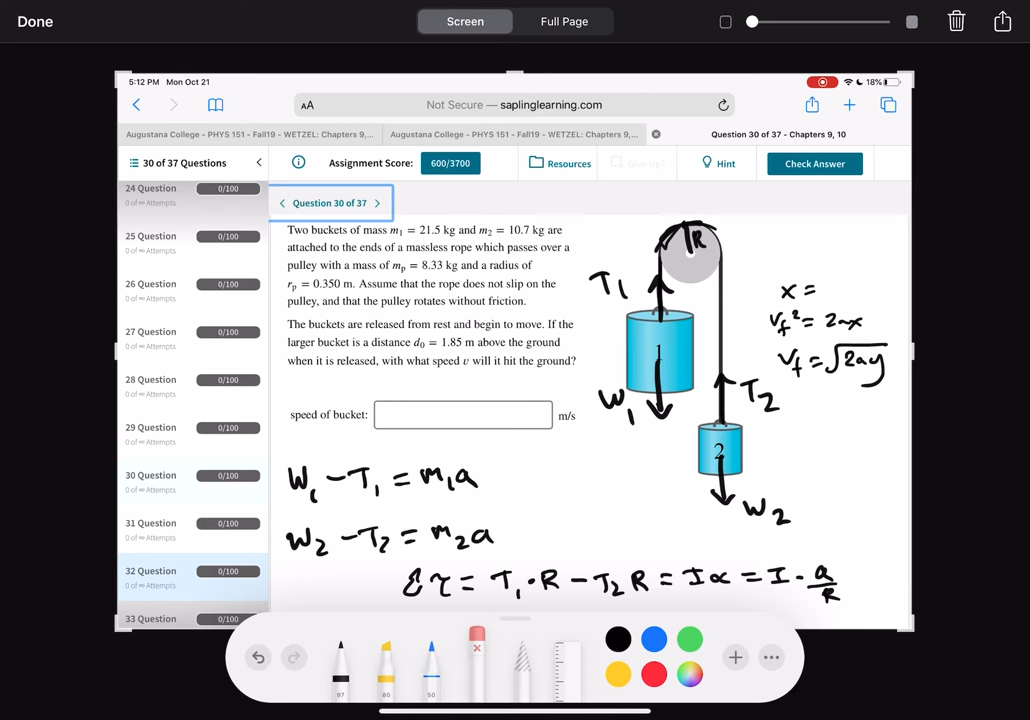 Done
Screen
Full Page
5:12 PM Mon Oct 21
18%
AA
Not Secure — saplinglearning.com
Augustana College - PHYS 151 - Fall19 - WETZEL: Chapters 9,...
Augustana College - PHYS 151 - Fall19 - WETZEL: Chapters 9,...
Question 30 of 37 - Chapters 9, 10
30 of 37 Questions
Assignment Score:
600/3700
Resources
Give Up?
Hint
Check Answer
24 Question
0/100
0 of ∞ Attempts
25 Question
0/100
0 of ∞ Attempts
26 Question
0/100
0 of ∞ Attempts
27 Question
0/100
0 of ∞ Attempts
28 Question
0/100
0 of ∞ Attempts
29 Question
0/100
0 of ∞ Attempts
30 Question
0/100
0 of ∞ Attempts
31 Question
0/100
0 of ∞ Attempts
32 Question
0/100
0 of ∞ Attempts
33 Question
0/100
Question 30 of 37
Two buckets of mass m₁ = 21.5 kg and m₂ = 10.7 kg are
attached to the ends of a massless rope which passes over a
pulley with a mass of mₚ = 8.33 kg and a radius of
rₚ = 0.350 m. Assume that the rope does not slip on the
pulley, and that the pulley rotates without friction.
The buckets are released from rest and begin to move. If the
larger bucket is a distance d₀ = 1.85 m above the ground
when it is released, with what speed v will it hit the ground?
speed of bucket:
m/s
R
T₁
1
W₁
T₂
2
W₂
x =
v_f² = 2ax
v_f = √2ay
W₁ - T₁ = m₁a
W₂ - T₂ = m₂a
Στ = T₁·R - T₂R = Iα = I·a/R
97
80
50